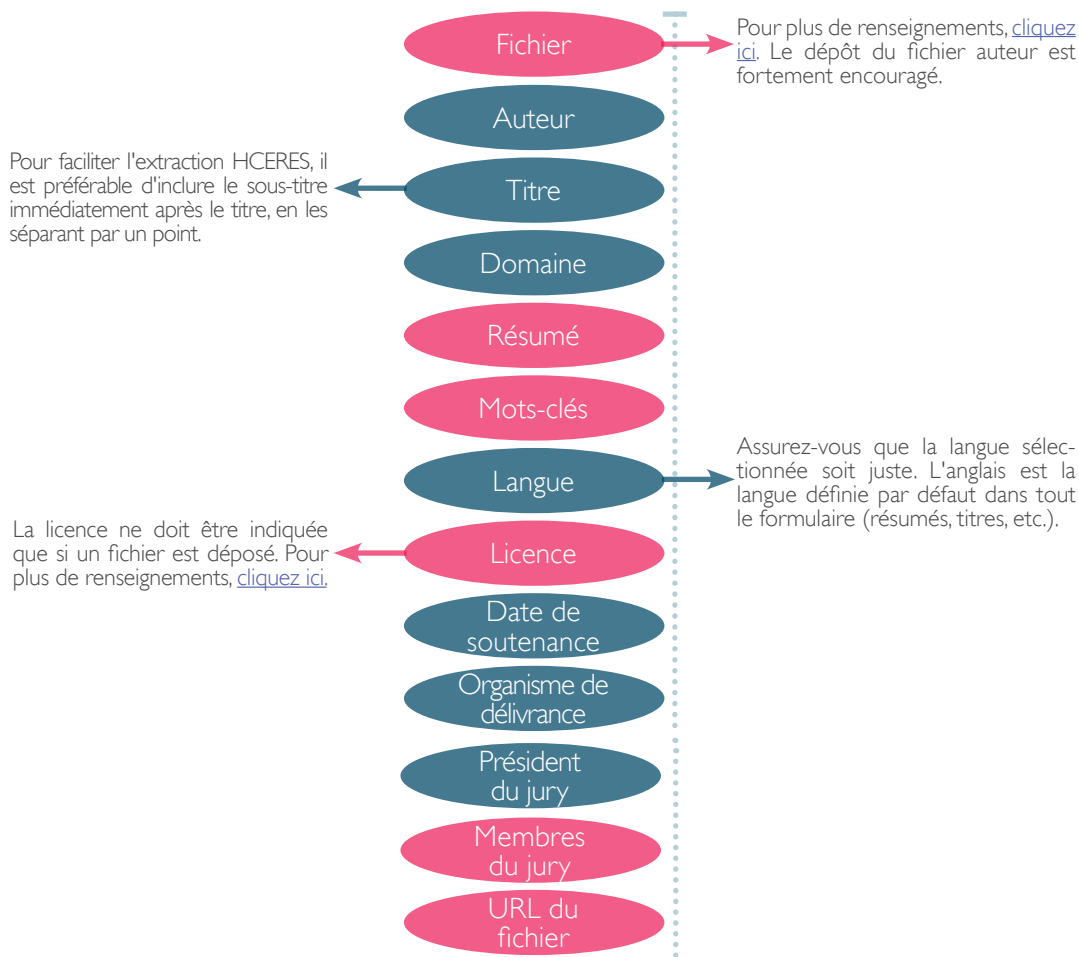 Fichier
Pour plus de renseignements, cliquez
ici. Le dépôt du fichier auteur est
fortement encouragé.
Auteur
Pour faciliter l'extraction HCERES, il
est préférable d'inclure le sous-titre
immédiatement après le titre, en les
séparant par un point.
Titre
Domaine
Résumé
Mots-clés
Langue
Assurez-vous que la langue sélec-
tionnée soit juste. L'anglais est la
langue définie par défaut dans tout
le formulaire (résumés, titres, etc.).
La licence ne doit être indiquée
que si un fichier est déposé. Pour
plus de renseignements, cliquez ici.
Licence
Date de
soutenance
Organisme de
délivrance
Président
du jury
Membres
du jury
URL du
fichier